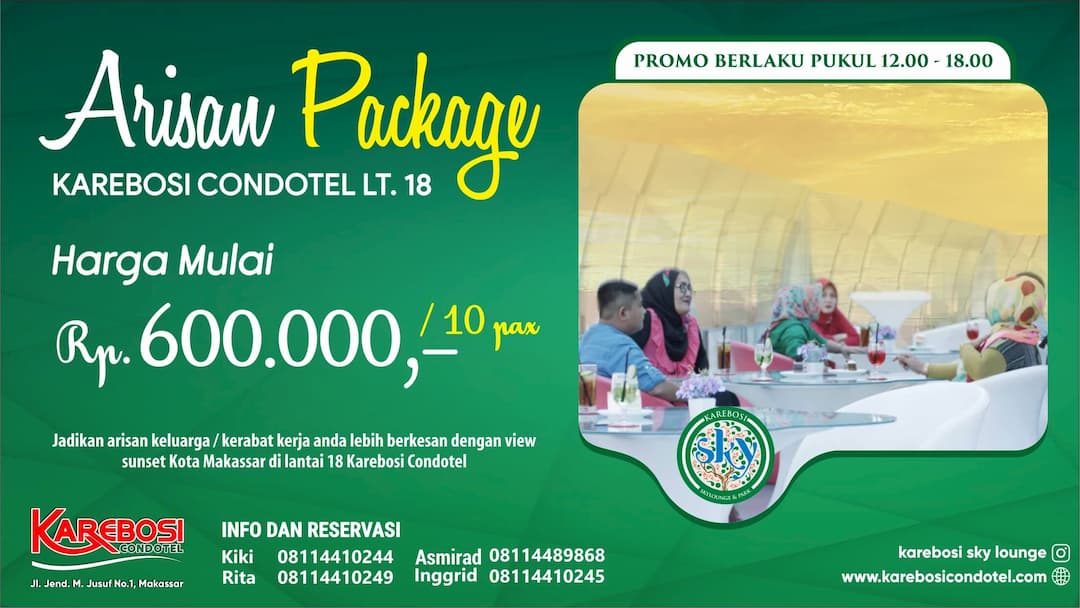 Arisan Package
KAREBOSI CONDOTEL LT. 18
Harga Mulai
Rp. 600.000,- / 10 pax
Jadikan arisan keluarga / kerabat kerja anda lebih berkesan dengan view
sunset Kota Makassar di lantai 18 Karebosi Condotel
PROMO BERLAKU PUKUL 12.00 - 18.00
KAREBOSI
sky
SKYLOUNGE & PARK
KAREBOSI
CONDOTEL
Jl. Jend. M. Jusuf No.1, Makassar
INFO DAN RESERVASI
Kiki 08114410244
Rita 08114410249
Asmirad 08114489868
Inggrid 08114410245
karebosi sky lounge
www.karebosicondotel.com